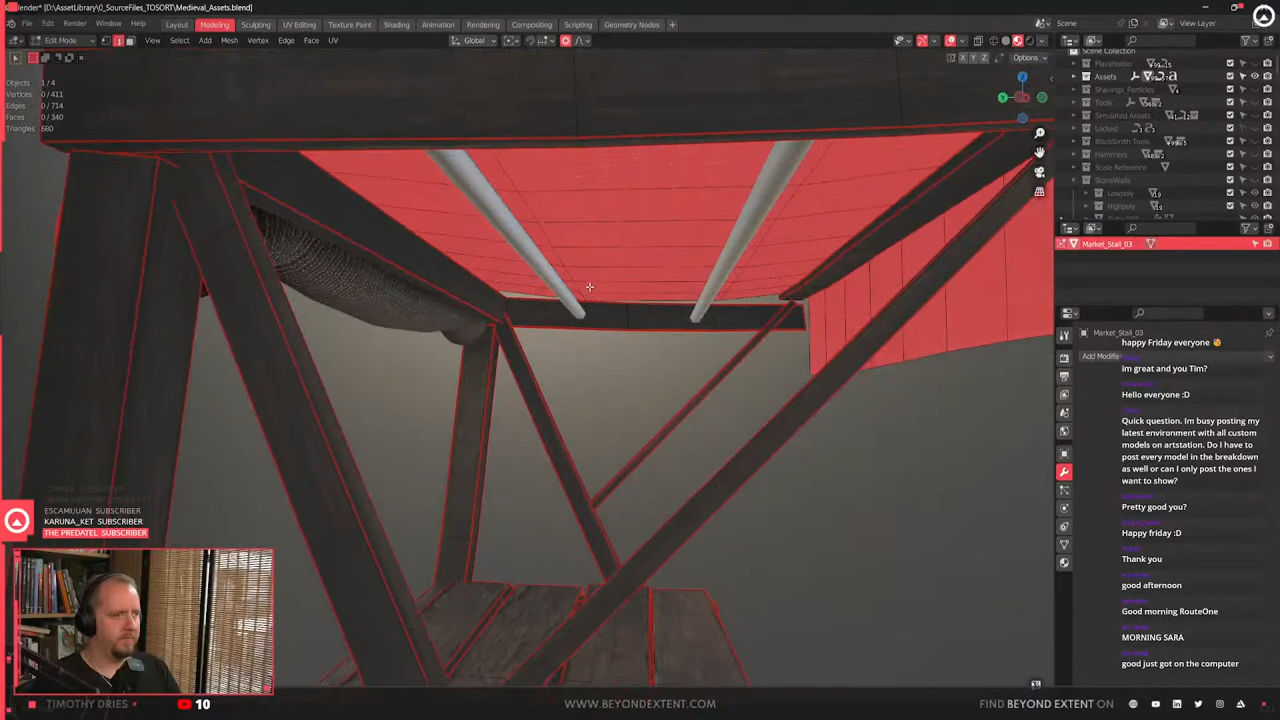 Blender* [D:\AssetLibrary\0_SourceFiles_TOSORT\Medieval_Assets.blend]
File Edit Render Window Help Layout Modeling Sculpting UV Editing Texture Paint Shading Animation Rendering Compositing Scripting Geometry Nodes + Scene View Layer
Edit Mode View Select Add Mesh Vertex Edge Face UV Global
X Y Z Options
Objects 1/4
Vertices 0/411
Edges 0/714
Faces 0/340
Triangles 680
Z
Y
Scene Collection
Placeholder
Assets
Shavings_Particles
Tools
Simulated Assets
Locked
BlackSmith Tools
Hammers
Scale Reference
StoneWalls
Lowpoly
Highpoly
Market_Stall_03
Market_Stall_03
Add Modifier
happy Friday everyone
im great and you Tim?
Hello everyone :D
Quick question. Im busy posting my
latest environment with all custom
models on artstation. Do I have to
post every model in the breakdown
as well or can I only post the ones I
want to show?
Pretty good you?
Happy friday :D
Thank you
good afternoon
Good morning RouteOne
MORNING SARA
good just got on the computer
ESCAMUJAN SUBSCRIBER
KARUNA_KET SUBSCRIBER
THE PREDATEL SUBSCRIBER
TIMOTHY DRIES 10 WWW.BEYONDEXTENT.COM FIND BEYOND EXTENT ON